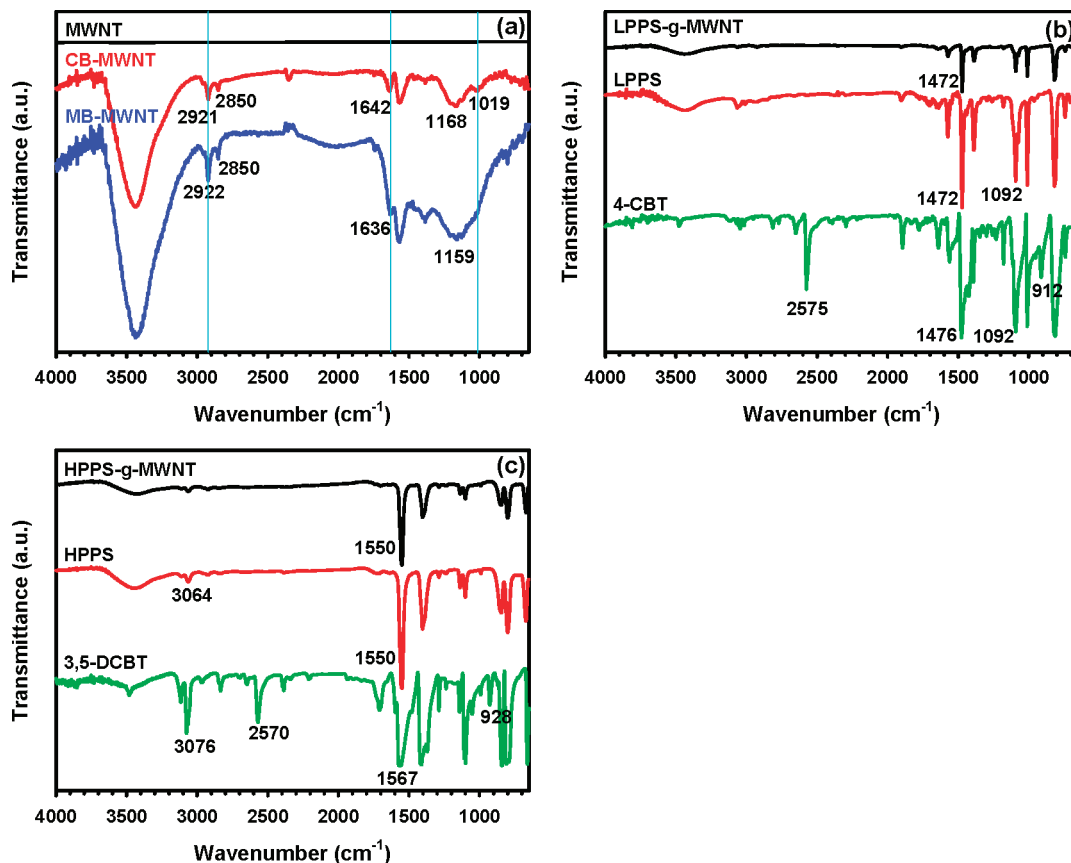 (a)
MWNT
CB-MWNT
2921
2850
1642
1168
1019
MB-MWNT
2922
2850
1636
1159
Transmittance (a.u.)
4000 3500 3000 2500 2000 1500 1000
Wavenumber (cm⁻¹)
(b)
LPPS-g-MWNT
1472
LPPS
1472
1092
4-CBT
2575
1476
1092
912
Transmittance (a.u.)
4000 3500 3000 2500 2000 1500 1000
Wavenumber (cm⁻¹)
(c)
HPPS-g-MWNT
1550
HPPS
3064
1550
3,5-DCBT
3076
2570
1567
928
Transmittance (a.u.)
4000 3500 3000 2500 2000 1500 1000
Wavenumber (cm⁻¹)